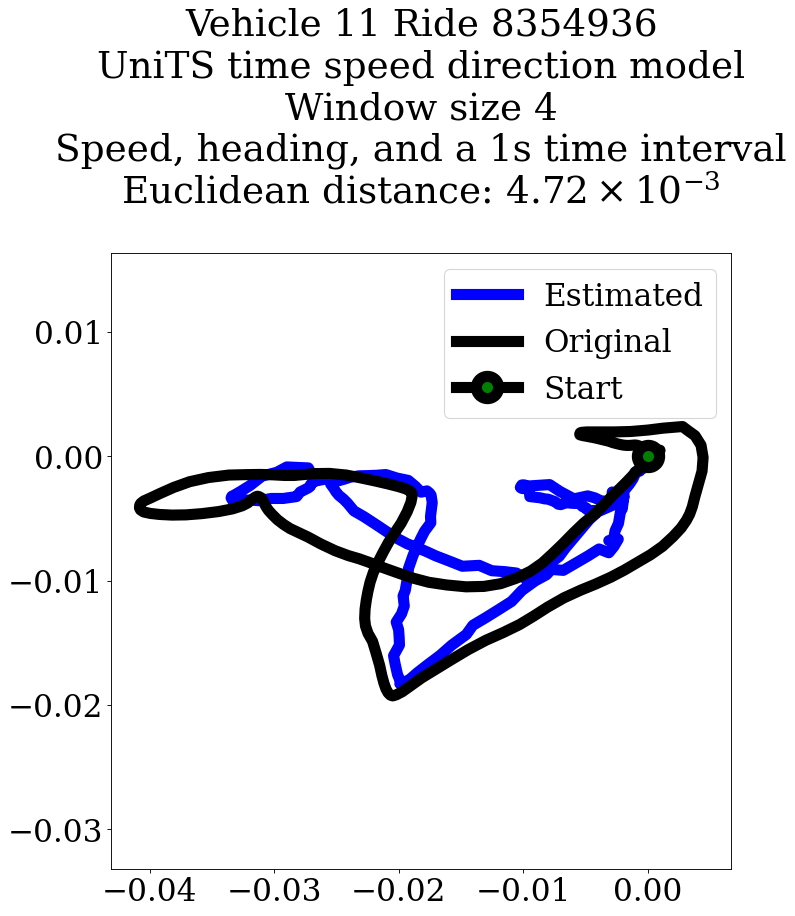 Vehicle 11 Ride 8354936
UniTS time speed direction model
Window size 4
Speed, heading, and a 1s time interval
Euclidean distance: 4.72 × 10⁻³
Estimated
Original
Start
0.01
0.00
−0.01
−0.02
−0.03
−0.04 −0.03 −0.02 −0.01 0.00